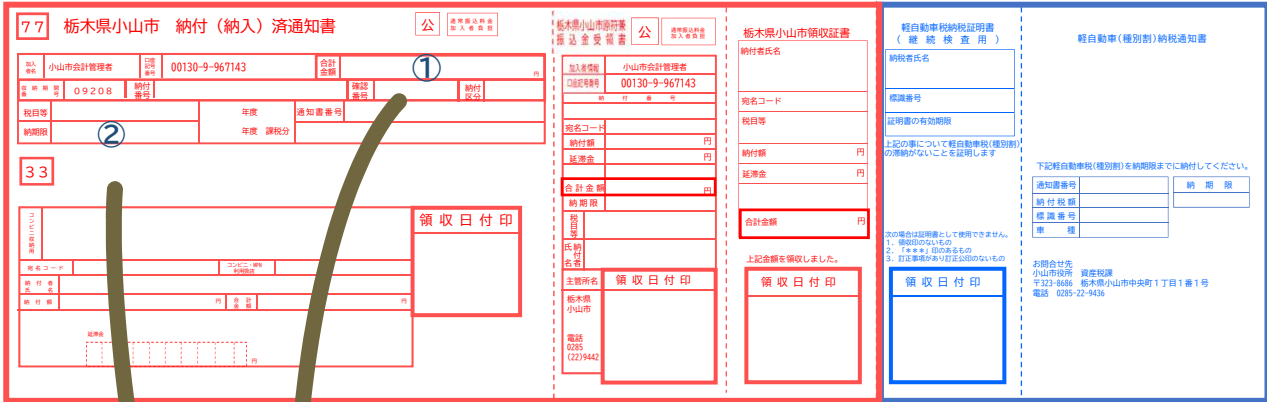 77 栃木県小山市 納付（納入）済通知書
公
通常振込料金
加入者負担
加入
者名
小山市会計管理者
口座
記号
番号
00130-9-967143
合計
金額
①
円
09208
納付
番号
確認
番号
納付
区分
税目等
年度
通知書番号
納期限
②
年度 課税分
33
コンビニ収納用
領収日付印
宛名コード
コンビニ・MPN
利用施店
納付者
氏名
納付額
円
合計
金額
円
延滞金
円
栃木県小山市原符兼
振込金受領書
公
通常振込料金
加入者負担
加入者情報
小山市会計管理者
口座記号番号
00130-9-967143
納付番号
宛名コード
納付額
円
延滞金
円
合計金額
円
納期限
税目等
氏名
納付者
主管所名
栃木県
小山市
電話
0285
(22)9442
領収日付印
栃木県小山市領収証書
納付者氏名
宛名コード
税目等
納付額
円
延滞金
円
合計金額
円
上記金額を領収しました。
領収日付印
軽自動車税納税証明書
（継続検査用）
納税者氏名
標識番号
証明書の有効期限
上記の事について軽自動車税(種別割)
の滞納がないことを証明します
次の場合は証明書として使用できません。
1. 領収印のないもの
2. 「＊＊＊」印のあるもの
3. 訂正事項があり訂正公印のないもの
領収日付印
軽自動車(種別割)納税通知書
下記軽自動車税(種別割)を納期限までに納付してください。
通知書番号
納期限
納付税額
標識番号
車種
お問合せ先
小山市役所 資産税課
〒323-8686 栃木県小山市中央町１丁目１番１号
電話 0285-22-9436